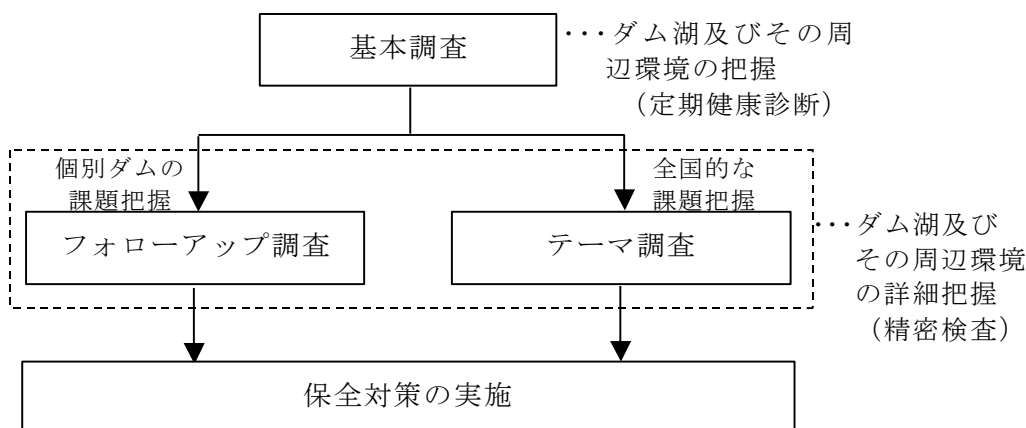 基本調査
・・・ダム湖及びその周
辺環境の把握
（定期健康診断）
個別ダムの
課題把握
全国的な
課題把握
フォローアップ調査
テーマ調査
・・・ダム湖及び
その周辺環境
の詳細把握
（精密検査）
保全対策の実施